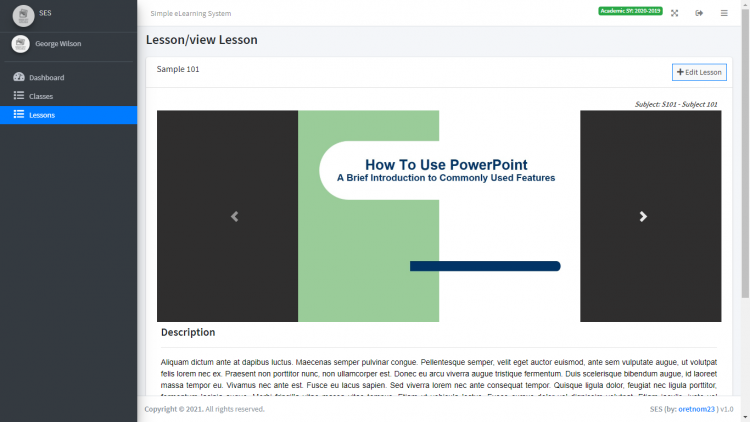 SES
Simple eLearning System
Academic SY: 2020-2019
George Wilson
Dashboard
Classes
Lessons
Lesson/view Lesson
Sample 101
Edit Lesson
Subject: S101 - Subject 101
How To Use PowerPoint
A Brief Introduction to Commonly Used Features
Description
Aliquam dictum ante at dapibus luctus. Maecenas semper pulvinar congue. Pellentesque semper, velit eget auctor euismod, ante sem vulputate augue, ut volutpat
felis lorem nec ex. Praesent non porttitor nunc, non ullamcorper est. Donec eu arcu viverra augue tristique fermentum. Duis scelerisque bibendum augue, id laoreet
massa tempor eu. Vivamus nec ante est. Fusce eu lacus sapien. Sed viverra lorem nec ante consequat tempor. Quisque ligula dolor, feugiat nec ligula porttitor,
Copyright © 2021. All rights reserved.
SES (by: oretnom23 ) v1.0